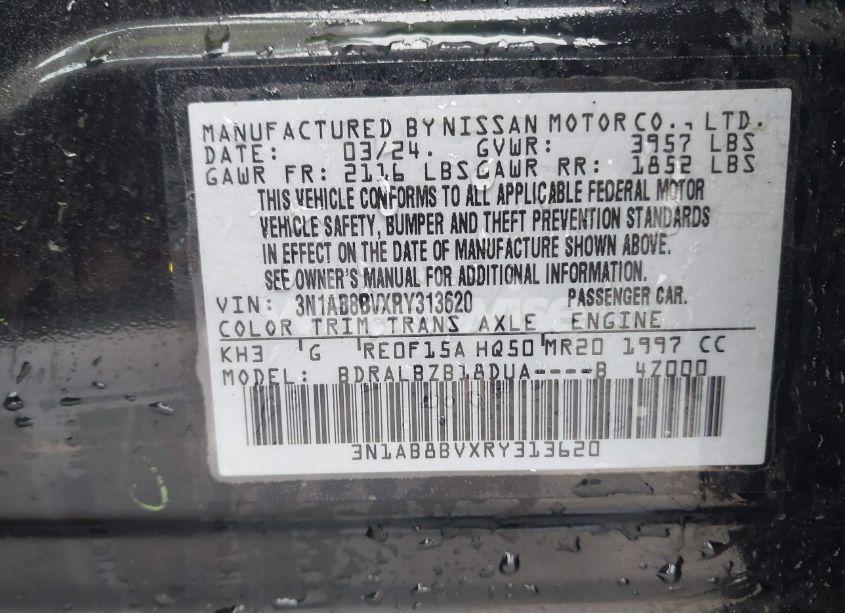 MANUFACTURED BY NISSAN MOTOR CO., LTD.
DATE: 03/24. GVWR: 3957 LBS
GAWR FR: 2116 LBS GAWR RR: 1852 LBS
THIS VEHICLE CONFORMS TO ALL APPLICABLE FEDERAL MOTOR
VEHICLE SAFETY, BUMPER AND THEFT PREVENTION STANDARDS
IN EFFECT ON THE DATE OF MANUFACTURE SHOWN ABOVE.
SEE OWNER'S MANUAL FOR ADDITIONAL INFORMATION.
VIN: 3N1AB8BVXRY313620 PASSENGER CAR.
COLOR TRIM TRANS AXLE ENGINE
KH3 G RE0F15A HQ50 MR20 1997 CC
MODEL: BDRALBZB18DUA----B 4Z000
3N1AB8BVXRY313620